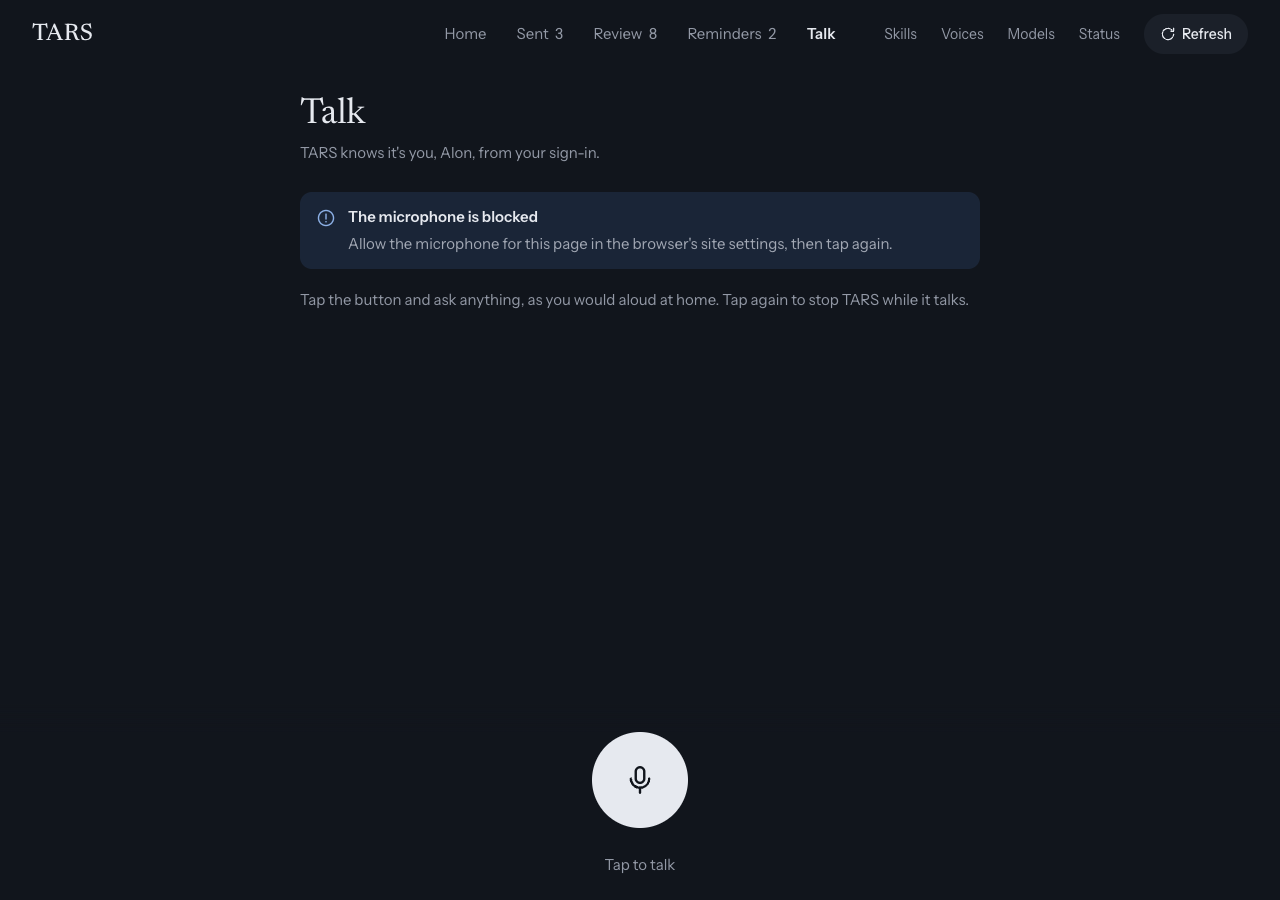 TARS
Home Sent 3 Review 8 Reminders 2 Talk Skills Voices Models Status Refresh
Talk
TARS knows it's you, Alon, from your sign-in.
The microphone is blocked
Allow the microphone for this page in the browser's site settings, then tap again.
Tap the button and ask anything, as you would aloud at home. Tap again to stop TARS while it talks.
Tap to talk